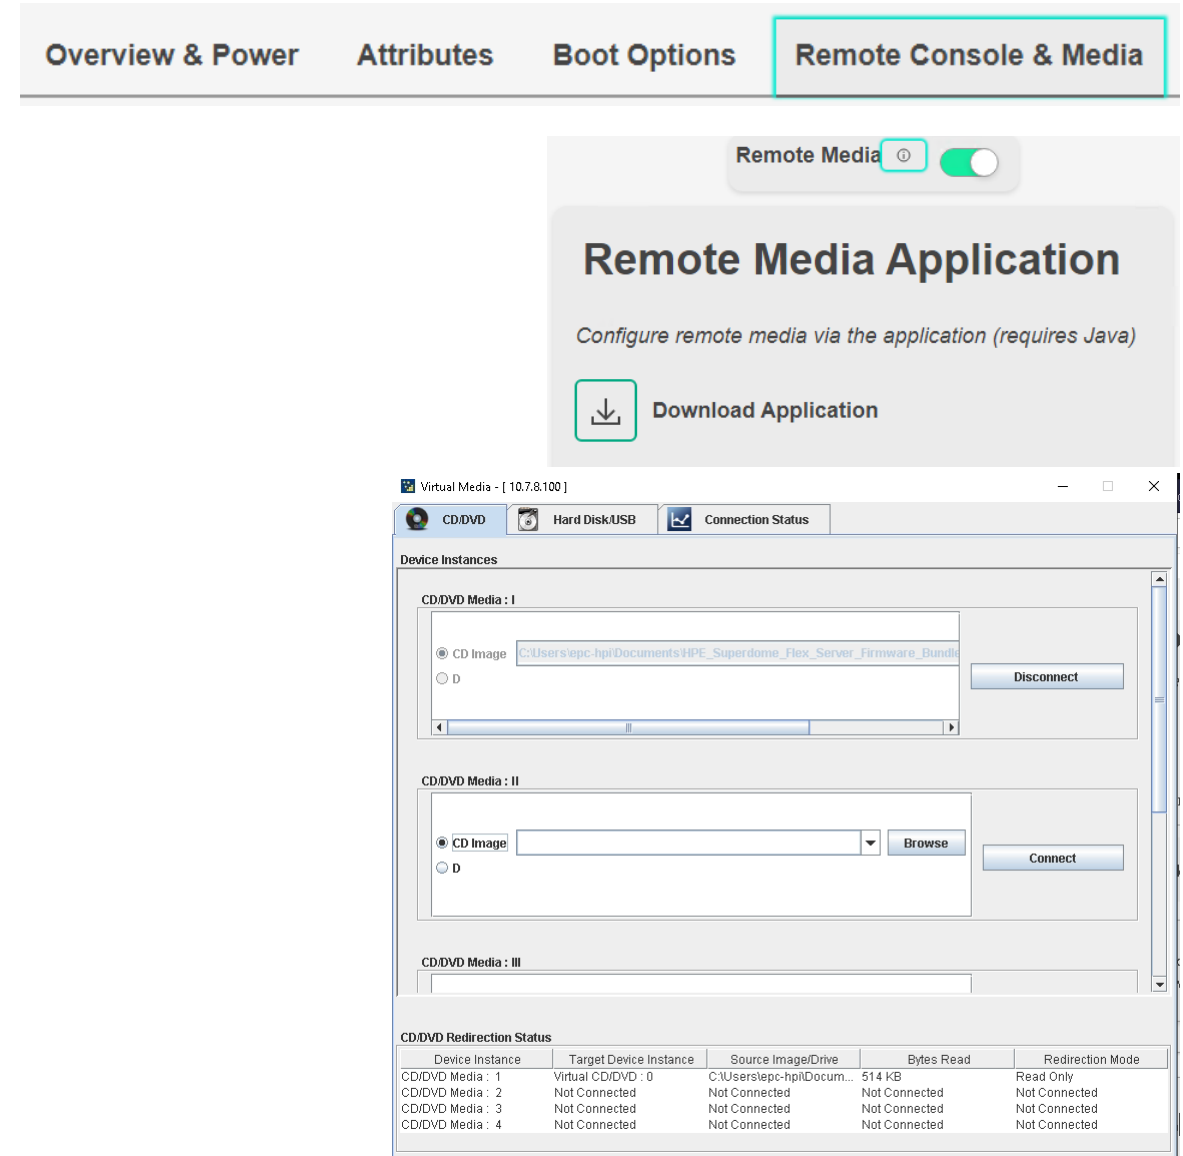 Overview & Power Attributes Boot Options Remote Console & Media
Remote Media
Remote Media Application
Configure remote media via the application (requires Java)
Download Application
Virtual Media - [ 10.7.8.100 ]
CD/DVD Hard Disk/USB Connection Status
Device Instances
CD/DVD Media : I
CD Image C:\Users\epc-hpi\Documents\HPE_Superdome_Flex_Server_Firmware_Bundle
D
Disconnect
CD/DVD Media : II
CD Image Browse
D
Connect
CD/DVD Media : III
CD/DVD Redirection Status
Device Instance Target Device Instance Source Image/Drive Bytes Read Redirection Mode
CD/DVD Media : 1 Virtual CD/DVD : 0 C:\Users\epc-hpi\Docum... 514 KB Read Only
CD/DVD Media : 2 Not Connected Not Connected Not Connected Not Connected
CD/DVD Media : 3 Not Connected Not Connected Not Connected Not Connected
CD/DVD Media : 4 Not Connected Not Connected Not Connected Not Connected